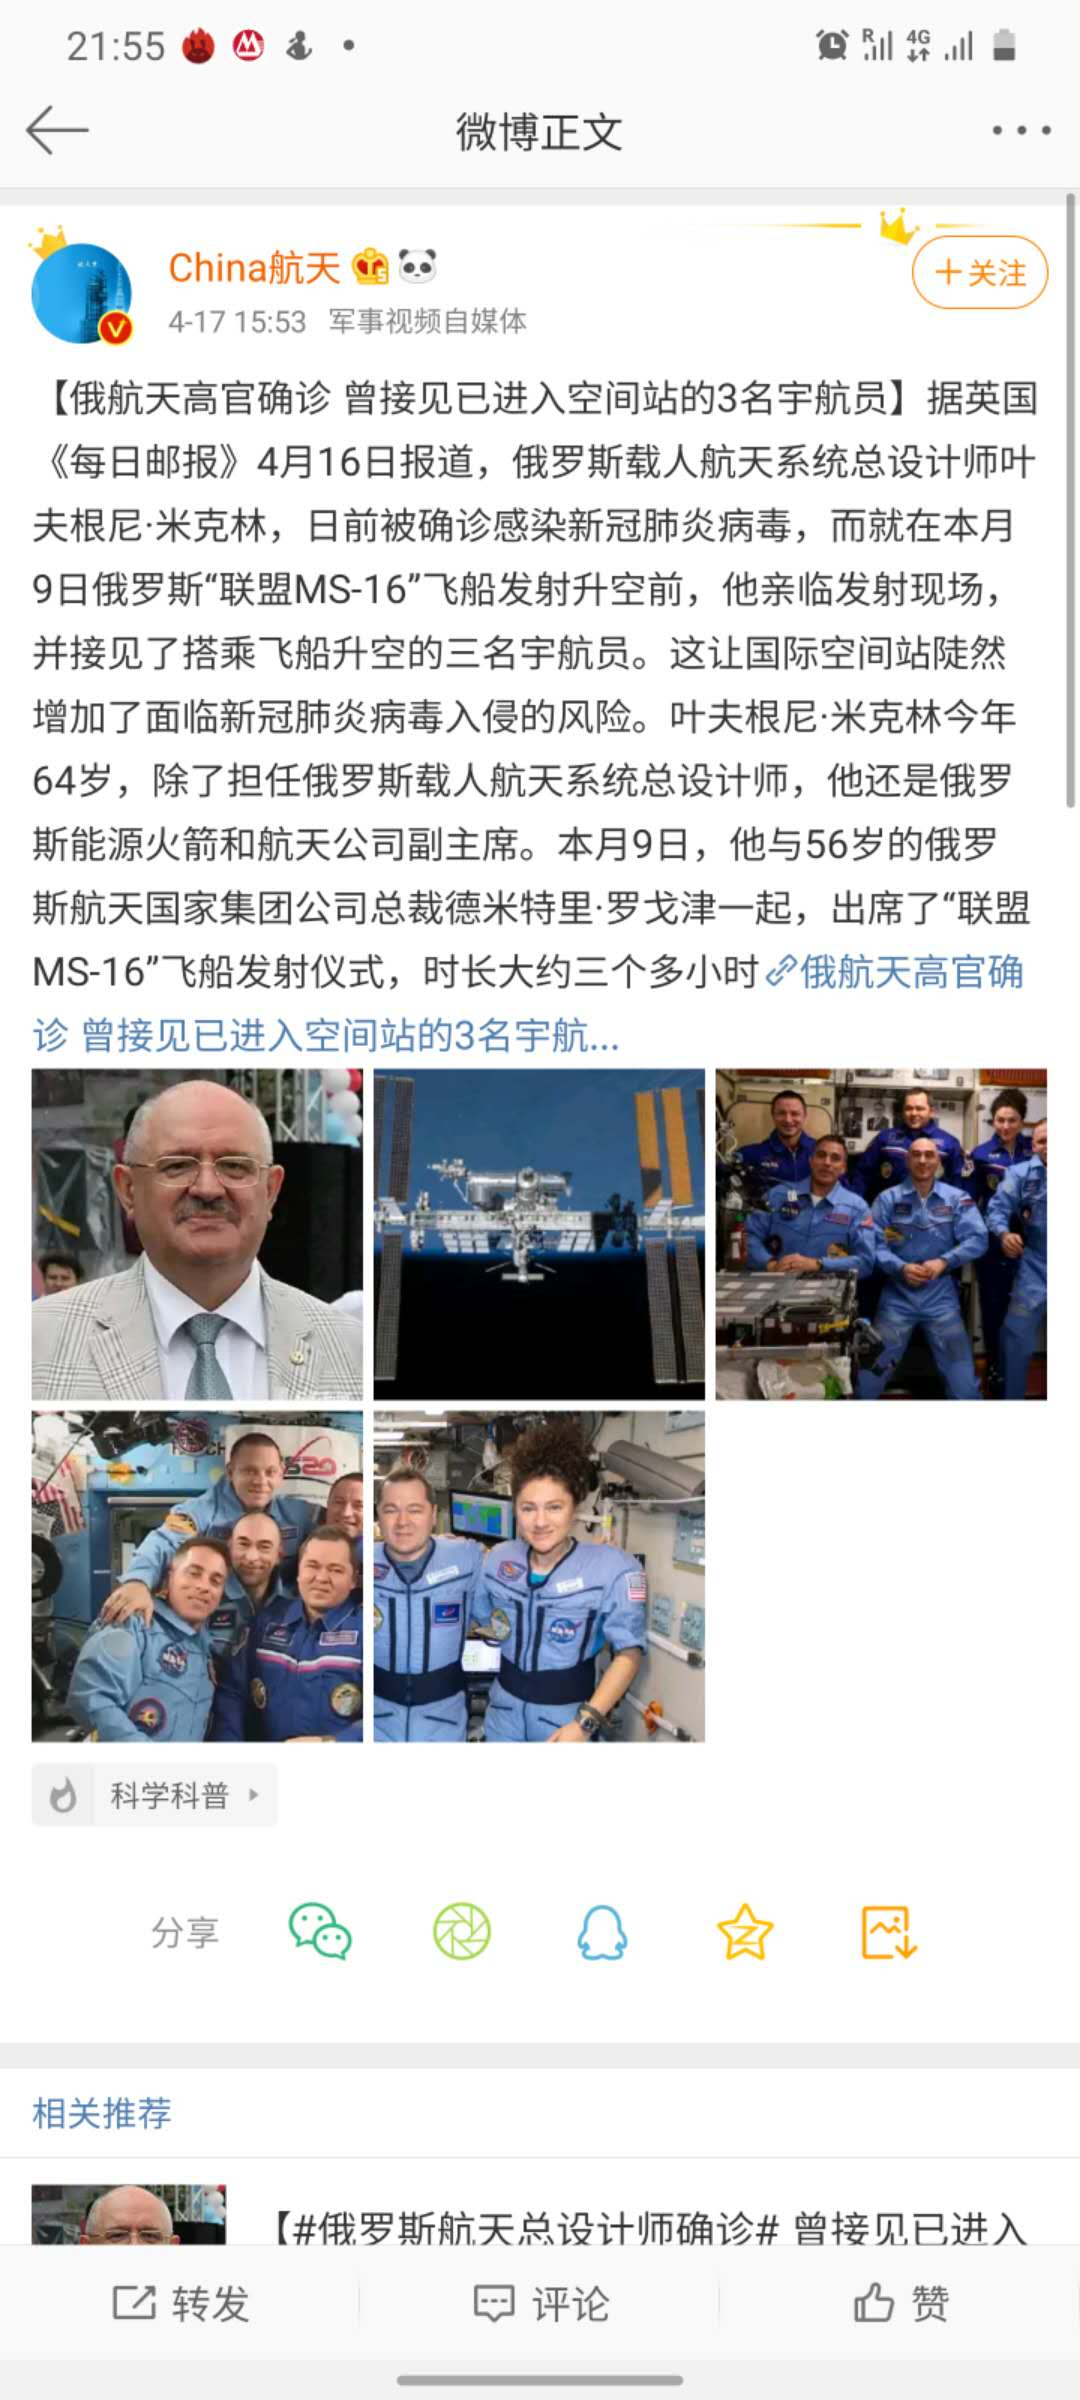 21:55
R
4G
微博正文
China航天
+关注
4-17 15:53 军事视频自媒体
【俄航天高官确诊 曾接见已进入空间站的3名宇航员】据英国
《每日邮报》4月16日报道，俄罗斯载人航天系统总设计师叶
夫根尼·米克林，日前被确诊感染新冠肺炎病毒，而就在本月
9日俄罗斯“联盟MS-16”飞船发射升空前，他亲临发射现场，
并接见了搭乘飞船升空的三名宇航员。这让国际空间站陡然
增加了面临新冠肺炎病毒入侵的风险。叶夫根尼·米克林今年
64岁，除了担任俄罗斯载人航天系统总设计师，他还是俄罗
斯能源火箭和航天公司副主席。本月9日，他与56岁的俄罗
斯航天国家集团公司总裁德米特里·罗戈津一起，出席了“联盟
MS-16”飞船发射仪式，时长大约三个多小时俄航天高官确
诊 曾接见已进入空间站的3名宇航...
科学科普
分享
相关推荐
【#俄罗斯航天总设计师确诊# 曾接见已进入
转发
评论
赞